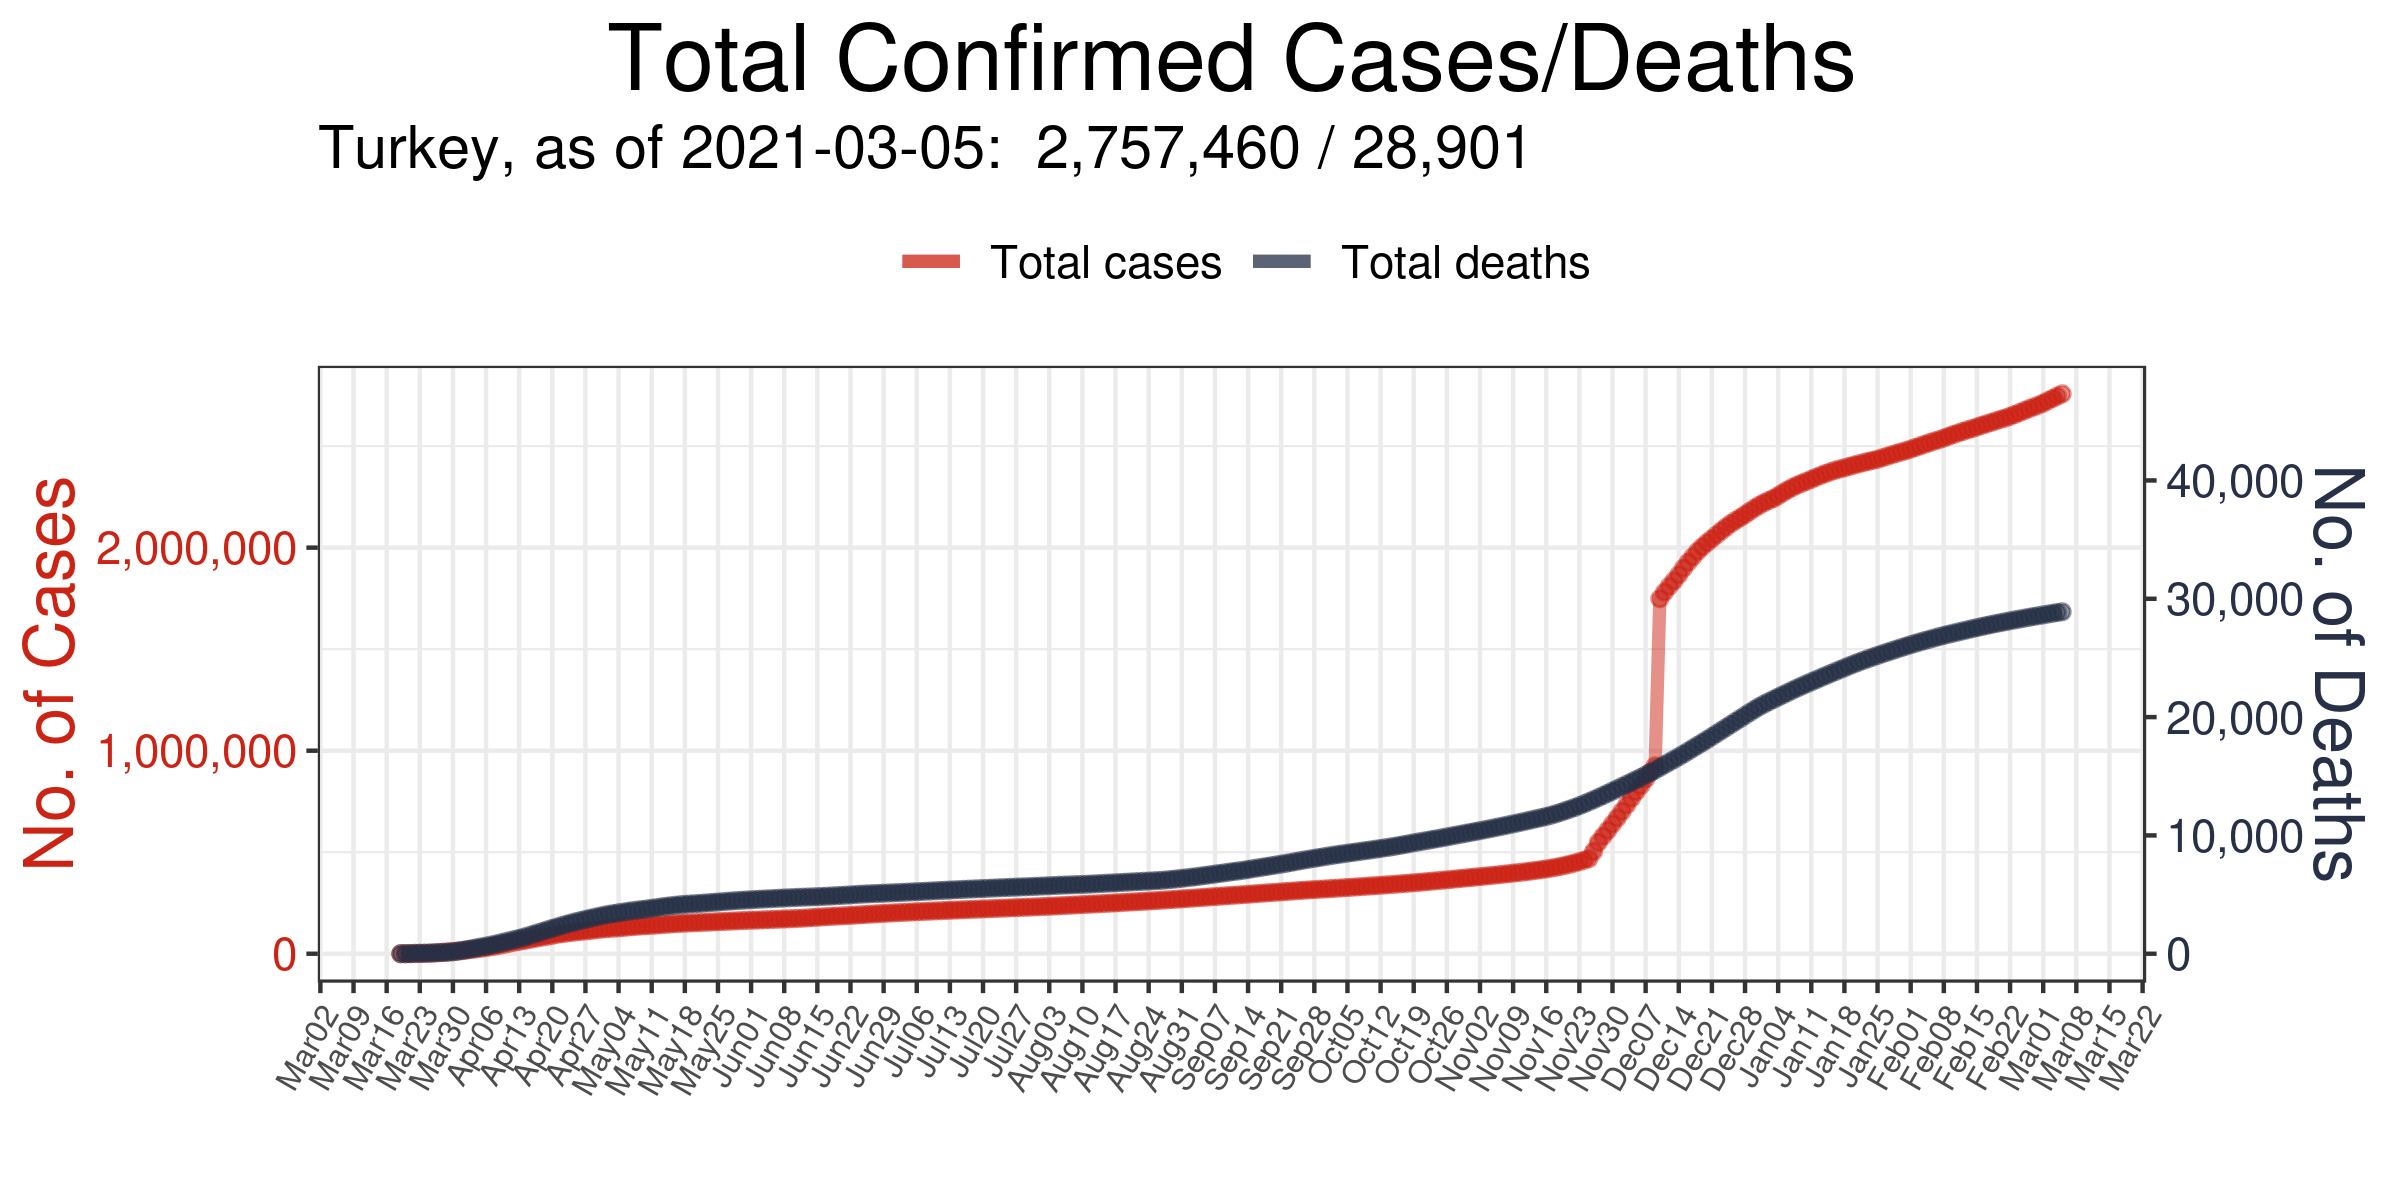 Total Confirmed Cases/Deaths
Turkey, as of 2021-03-05:  2,757,460 / 28,901
Total cases
Total deaths
No. of Cases
2,000,000
1,000,000
0
40,000
30,000
20,000
10,000
0
No. of Deaths
Mar02
Mar09
Mar16
Mar23
Mar30
Apr06
Apr13
Apr20
Apr27
May04
May11
May18
May25
Jun01
Jun08
Jun15
Jun22
Jun29
Jul06
Jul13
Jul20
Jul27
Aug03
Aug10
Aug17
Aug24
Aug31
Sep07
Sep14
Sep21
Sep28
Oct05
Oct12
Oct19
Oct26
Nov02
Nov09
Nov16
Nov23
Nov30
Dec07
Dec14
Dec21
Dec28
Jan04
Jan11
Jan18
Jan25
Feb01
Feb08
Feb15
Feb22
Mar01
Mar08
Mar15
Mar22